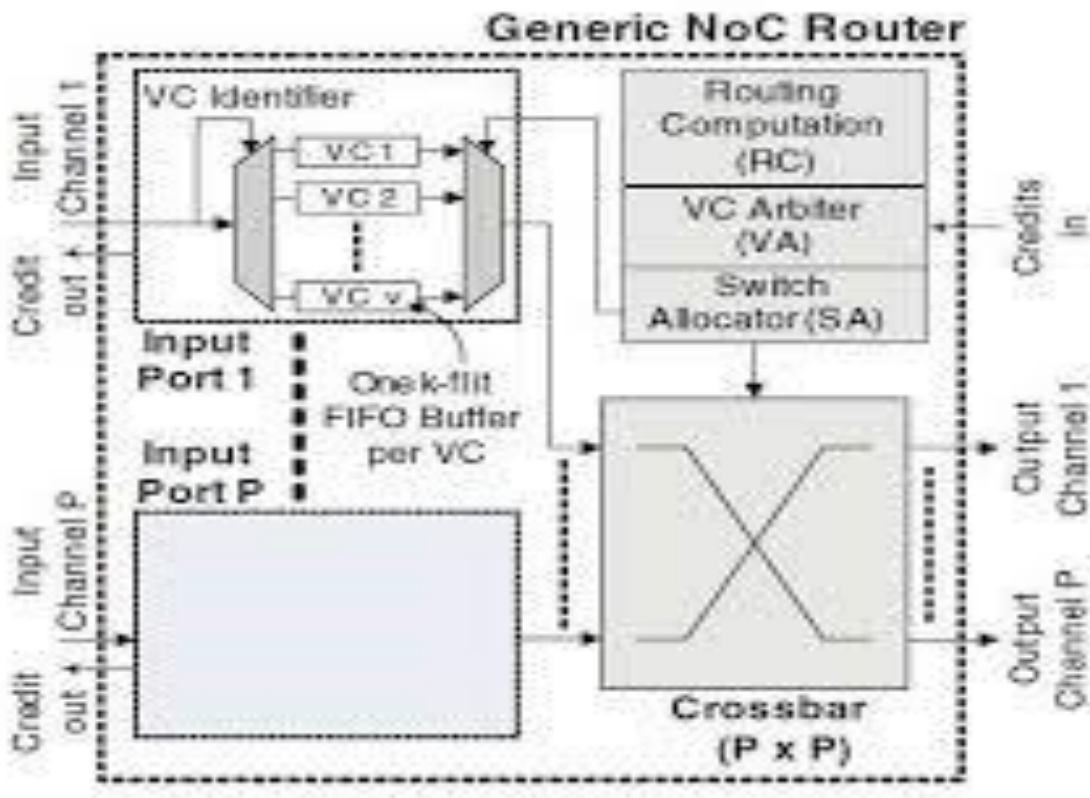 Generic NoC Router
VC Identifier
VC 1
VC 2
VC v
Routing
Computation
(RC)
VC Arbiter
(VA)
Switch
Allocator (SA)
Input
Channel 1
Credit
out
Credits
in
Input
Port 1
One k-flit
FIFO Buffer
per VC
Input
Port P
Input
Channel P
Credit
out
Output
Channel 1
Output
Channel P
Crossbar
(P x P)